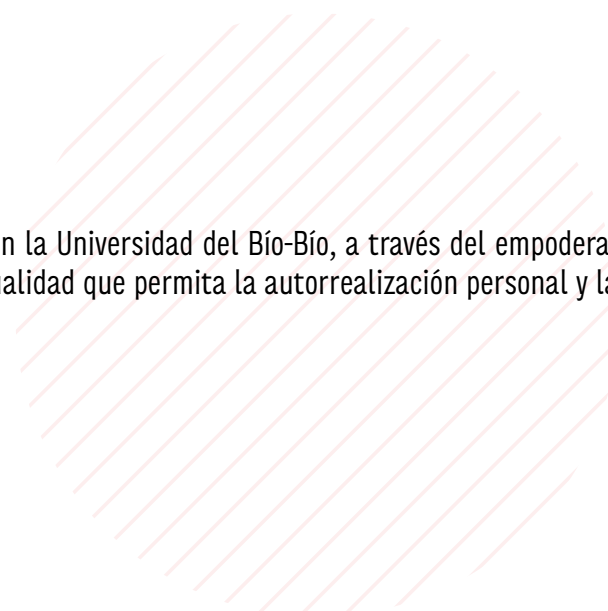 n la Universidad del Bío-Bío, a través del empodera
alidad que permita la autorrealización personal y la